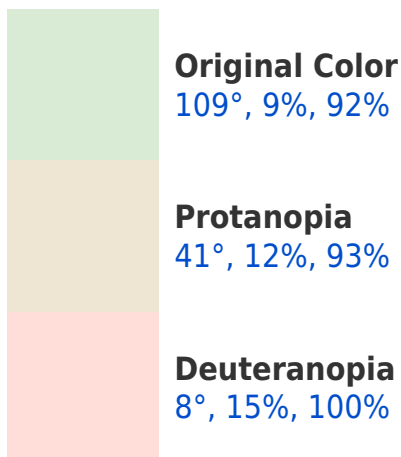 Original Color
109°, 9%, 92%
Protanopia
41°, 12%, 93%
Deuteranopia
8°, 15%, 100%